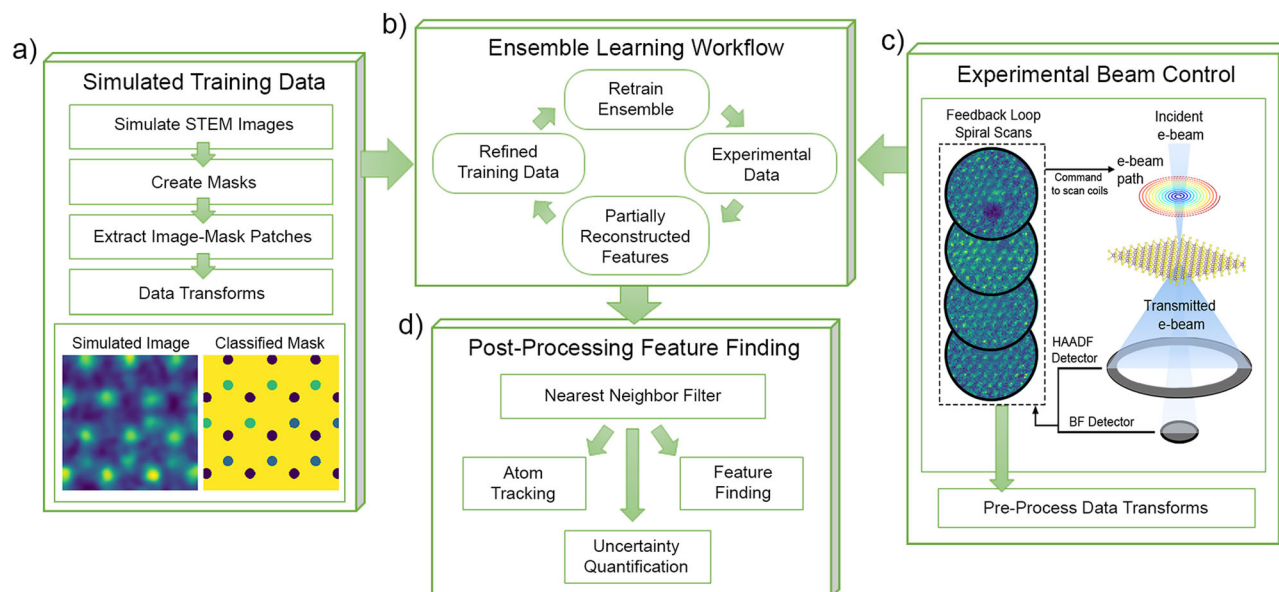 a)
Simulated Training Data
Simulate STEM Images
Create Masks
Extract Image-Mask Patches
Data Transforms
Simulated Image
Classified Mask
b)
Ensemble Learning Workflow
Retrain
Ensemble
Refined
Training Data
Experimental
Data
Partially
Reconstructed
Features
c)
Experimental Beam Control
Feedback Loop
Spiral Scans
Incident
e-beam
e-beam
path
Command
to scan coils
Transmitted
e-beam
HAADF
Detector
BF Detector
Pre-Process Data Transforms
d)
Post-Processing Feature Finding
Nearest Neighbor Filter
Atom
Tracking
Feature
Finding
Uncertainty
Quantification